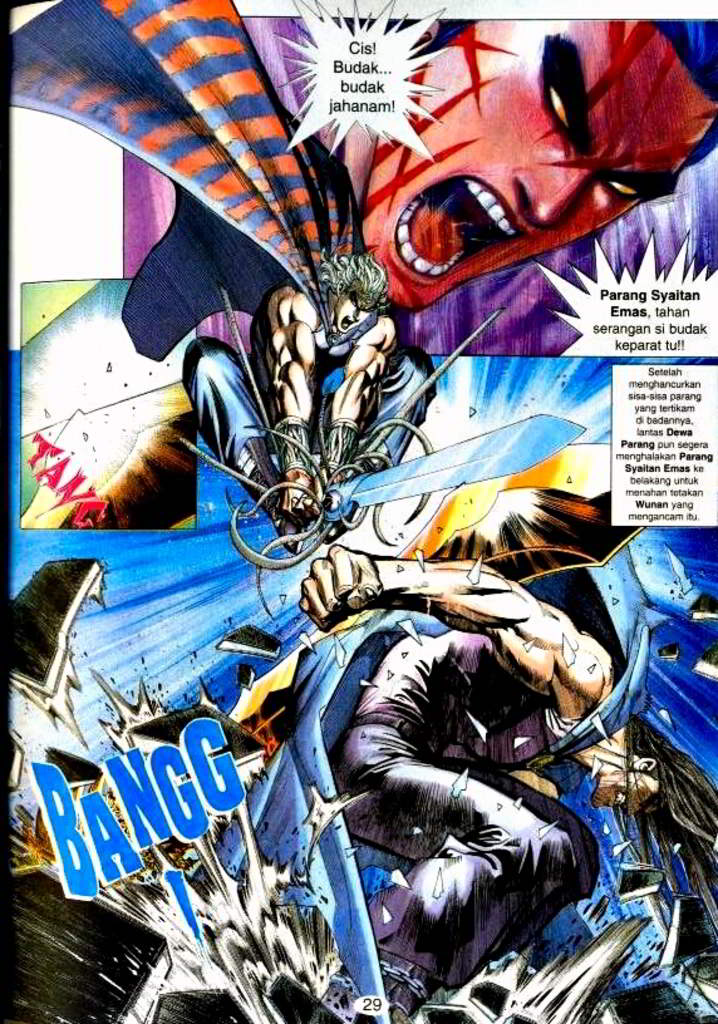 Cis!
Budak...
budak
jahanam!
Parang Syaitan
Emas, tahan
serangan si budak
keparat tu!!
Setelah
menghancurkan
sisa-sisa parang
yang tertikam
di badannya,
lantas Dewa
Parang pun segera
menghalakan Parang
Syaitan Emas ke
belakang untuk
menahan tetakan
Wunan yang
mengancam itu.
TANG
BANGG
!
29